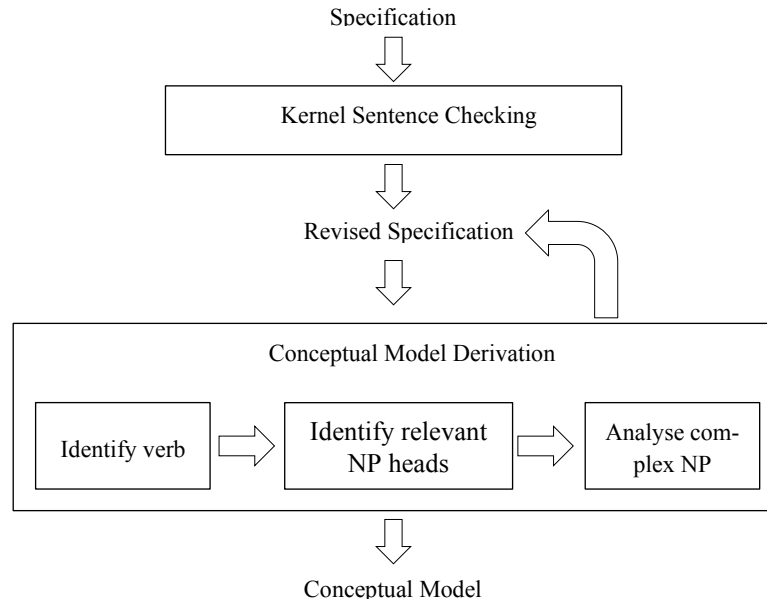 Specification
Kernel Sentence Checking
Revised Specification
Conceptual Model Derivation
Identify verb
Identify relevant
NP heads
Analyse com-
plex NP
Conceptual Model